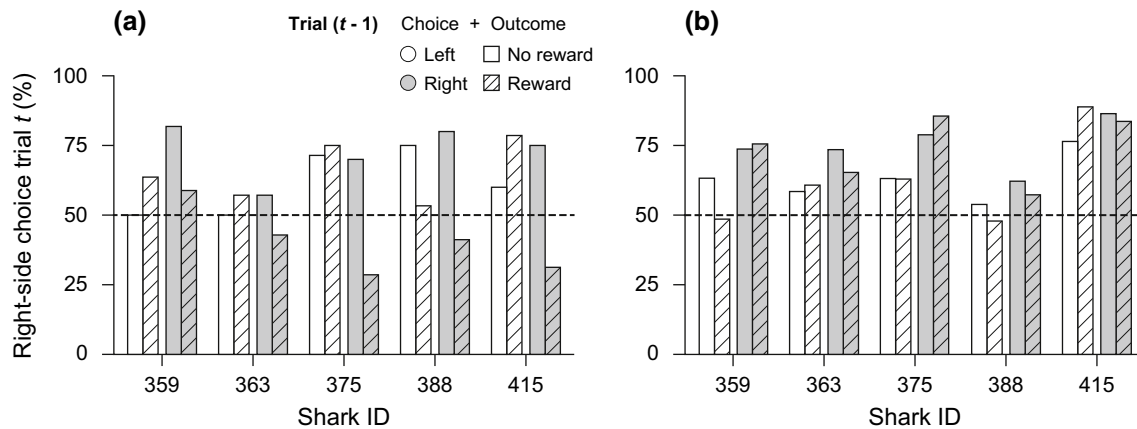 (a)
Trial (t - 1) Choice + Outcome
Left No reward
Right Reward
(b)
Right-side choice trial t (%)
100
75
50
25
0
359 363 375 388 415
Shark ID
100
75
50
25
0
359 363 375 388 415
Shark ID